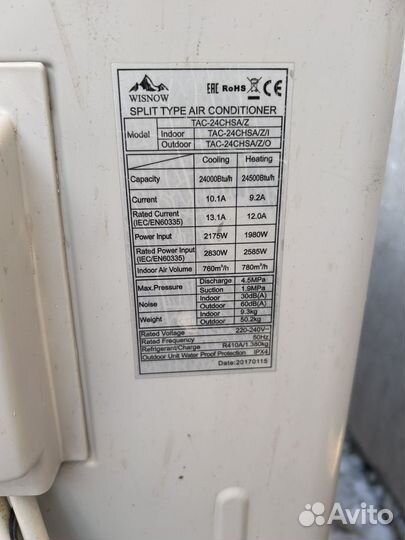 WISNOW
EAC RoHS CE
SPLIT TYPE AIR CONDITIONER
TAC-24CHSA/Z
Model Indoor TAC-24CHSA/Z/I
Outdoor TAC-24CHSA/Z/O
Cooling Heating
Capacity 24000Btu/h 24500Btu/h
Current 10.1A 9.2A
Rated Current (IEC/EN60335) 13.1A 12.0A
Power Input 2175W 1980W
Rated Power Input (IEC/EN60335) 2830W 2585W
Indoor Air Volume 760m³/h 780m³/h
Max.Pressure Discharge 4.5MPa
Suction 1.9MPa
Noise Indoor 30dB(A)
Outdoor 60dB(A)
Weight Indoor 9.3kg
Outdoor 50.2kg
Rated Voltage 220-240V~
Rated Frequency 50Hz
Refrigerant/Charge R410A/1.380kg
Outdoor Unit Water Proof Protection IPX4
Date:20170115
Avito